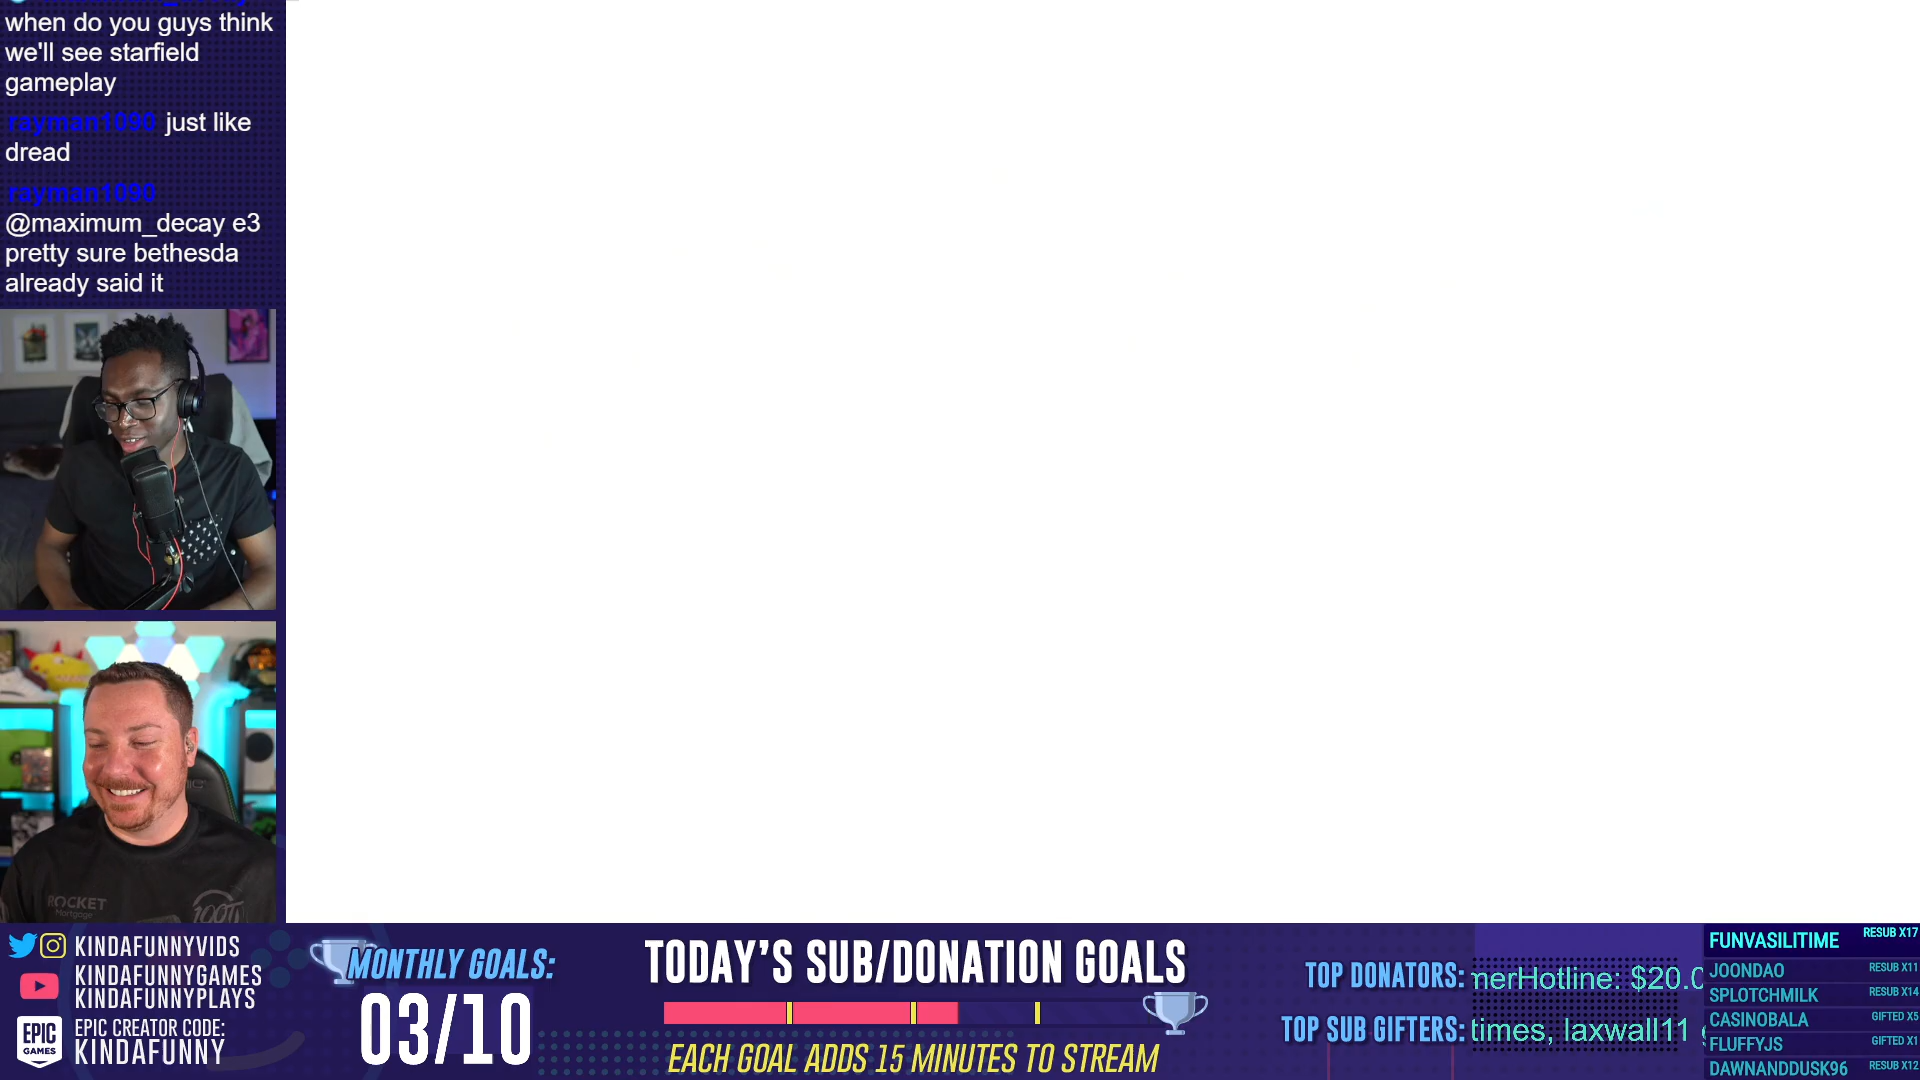 when do you guys think
we'll see starfield
gameplay
rayman1090 just like
dread
rayman1090
@maximum_decay e3
pretty sure bethesda
already said it
ROCKET
Mortgage
100T
KINDAFUNNYVIDS
KINDAFUNNYGAMES
KINDAFUNNYPLAYS
EPIC
GAMES
EPIC CREATOR CODE:
KINDAFUNNY
MONTHLY GOALS:
03/10
TODAY'S SUB/DONATION GOALS
EACH GOAL ADDS 15 MINUTES TO STREAM
TOP DONATORS: merHotline: $20.0
TOP SUB GIFTERS: times, laxwall11
FUNVASILITIME RESUB X17
JOONDAO RESUB X11
SPLOTCHMILK RESUB X14
CASINOBALA GIFTED X5
FLUFFYJS GIFTED X1
DAWNANDDUSK96 RESUB X12